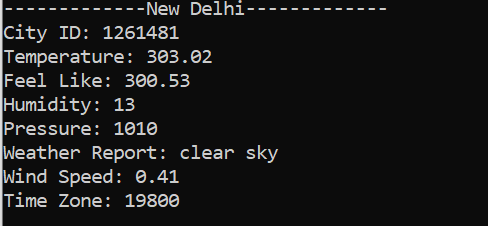 -------------New Delhi-------------
City ID: 1261481
Temperature: 303.02
Feel Like: 300.53
Humidity: 13
Pressure: 1010
Weather Report: clear sky
Wind Speed: 0.41
Time Zone: 19800